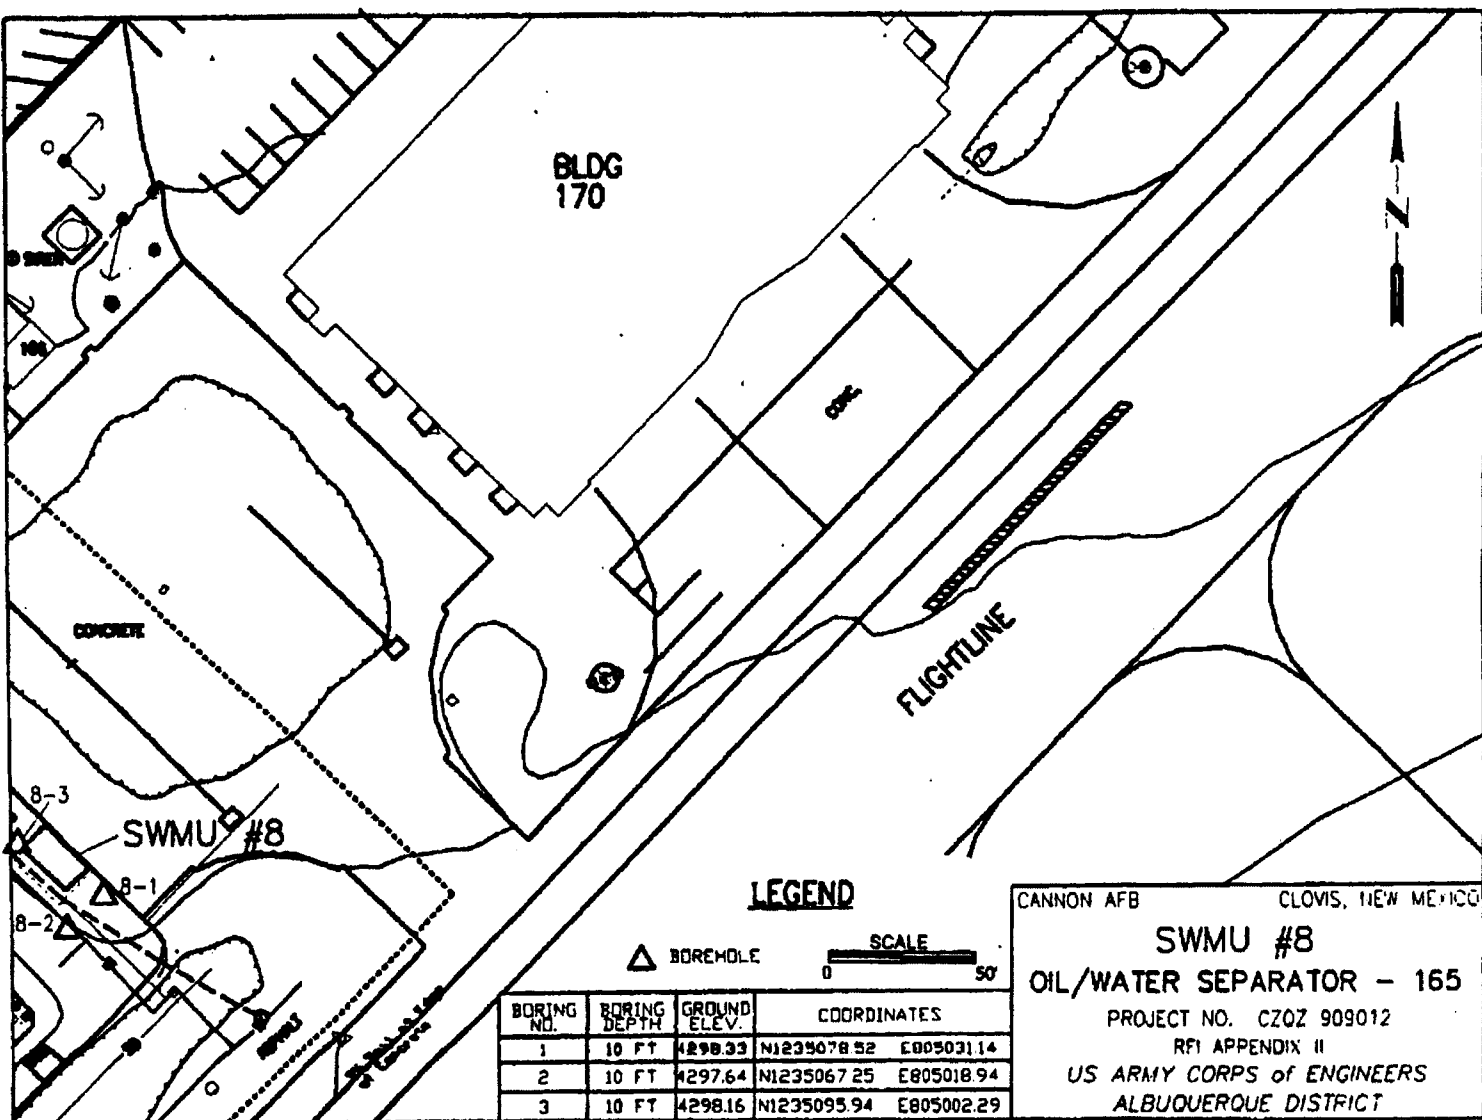 BLDG
170
N
CONC.
CONCRETE
FLIGHTLINE
8-3
SWMU #8
8-1
8-2
ASPHALT
LEGEND
BOREHOLE
SCALE
0 50'
BORING NO. BORING DEPTH GROUND ELEV. COORDINATES
1 10 FT 4298.33 N1235078.52 E805031.14
2 10 FT 4297.64 N1235067.25 E805018.94
3 10 FT 4298.16 N1235095.94 E805002.29
CANNON AFB CLOVIS, NEW MEXICO
SWMU #8
OIL/WATER SEPARATOR - 165
PROJECT NO. CZQZ 909012
RFI APPENDIX II
US ARMY CORPS of ENGINEERS
ALBUQUERQUE DISTRICT